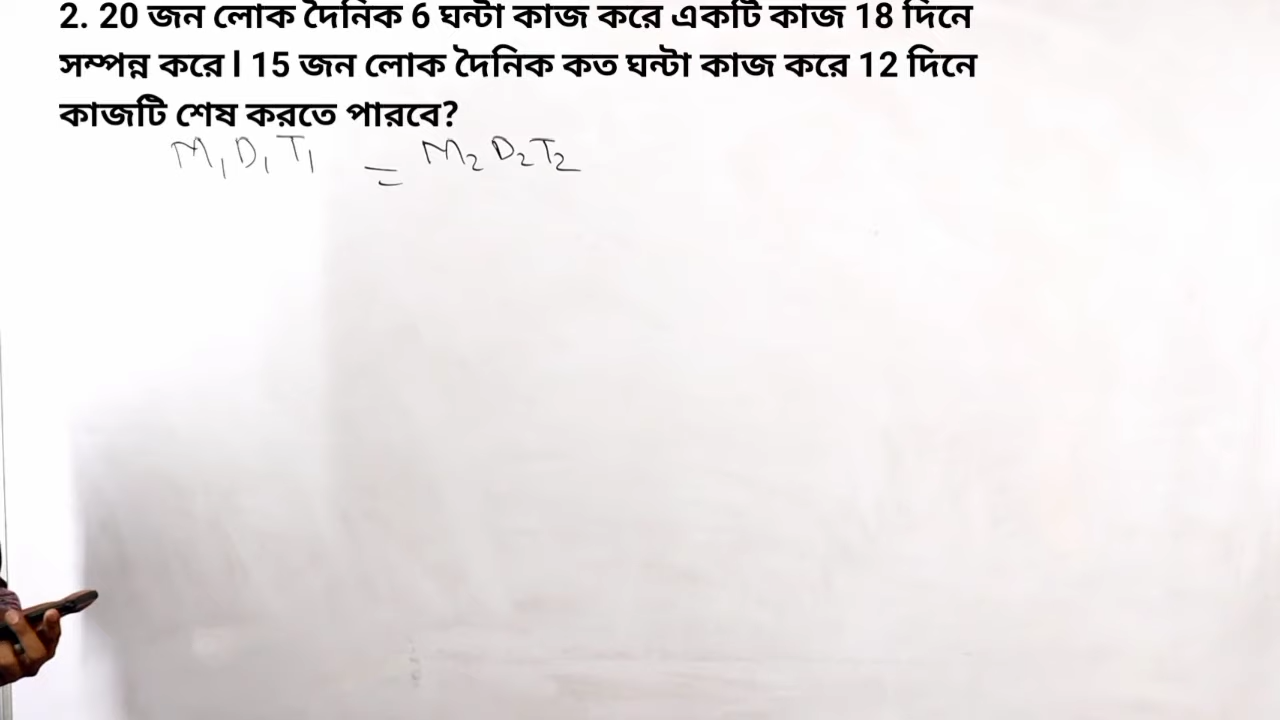 2. 20 জন লোক দৈনিক 6 ঘন্টা কাজ করে একটি কাজ 18 দিনে
সম্পন্ন করে l 15 জন লোক দৈনিক কত ঘন্টা কাজ করে 12 দিনে
কাজটি শেষ করতে পারবে?
M₁D₁T₁ = M₂D₂T₂